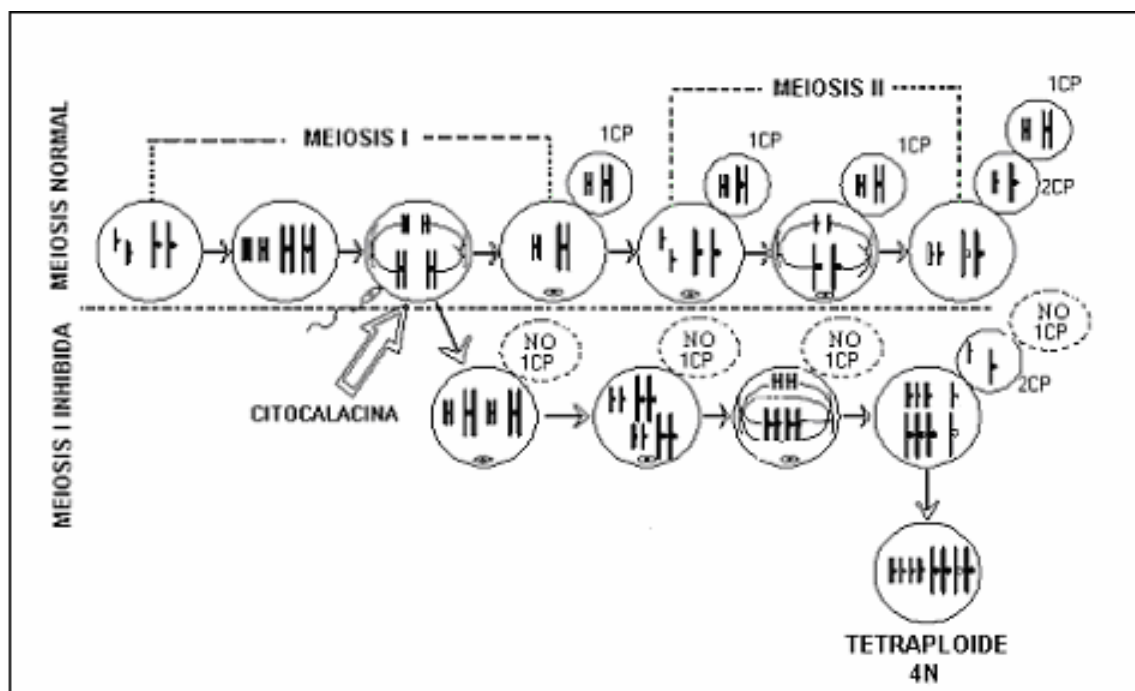 MEIOSIS NORMAL
MEIOSIS I
MEIOSIS II
1CP
1CP
1CP
1CP
2CP
MEIOSIS I INHIBIDA
CITOCALACINA
NO
1CP
NO
1CP
NO
1CP
NO
1CP
2CP
TETRAPLOIDE
4N